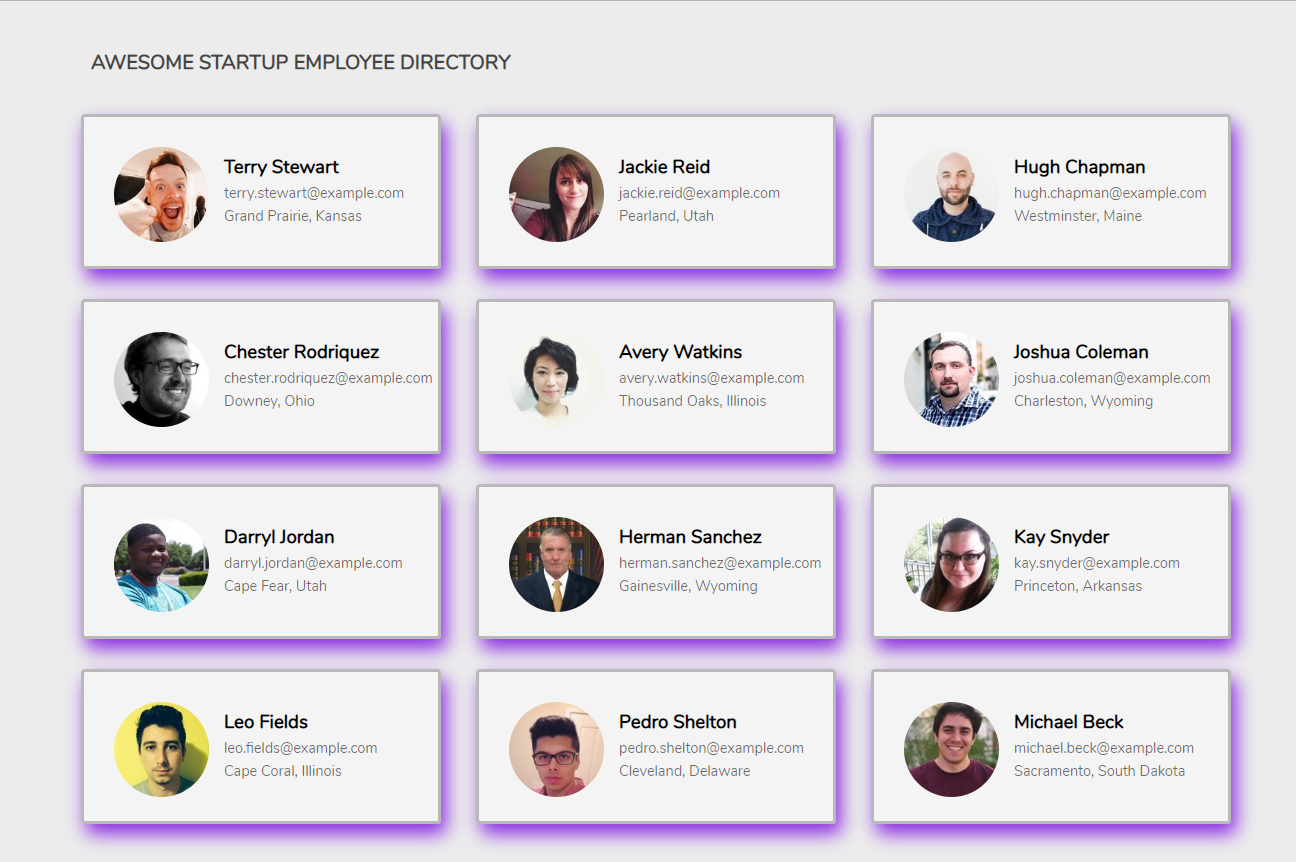 AWESOME STARTUP EMPLOYEE DIRECTORY
Terry Stewart
terry.stewart@example.com
Grand Prairie, Kansas
Jackie Reid
jackie.reid@example.com
Pearland, Utah
Hugh Chapman
hugh.chapman@example.com
Westminster, Maine
Chester Rodriquez
chester.rodriquez@example.com
Downey, Ohio
Avery Watkins
avery.watkins@example.com
Thousand Oaks, Illinois
Joshua Coleman
joshua.coleman@example.com
Charleston, Wyoming
Darryl Jordan
darryl.jordan@example.com
Cape Fear, Utah
Herman Sanchez
herman.sanchez@example.com
Gainesville, Wyoming
Kay Snyder
kay.snyder@example.com
Princeton, Arkansas
Leo Fields
leo.fields@example.com
Cape Coral, Illinois
Pedro Shelton
pedro.shelton@example.com
Cleveland, Delaware
Michael Beck
michael.beck@example.com
Sacramento, South Dakota